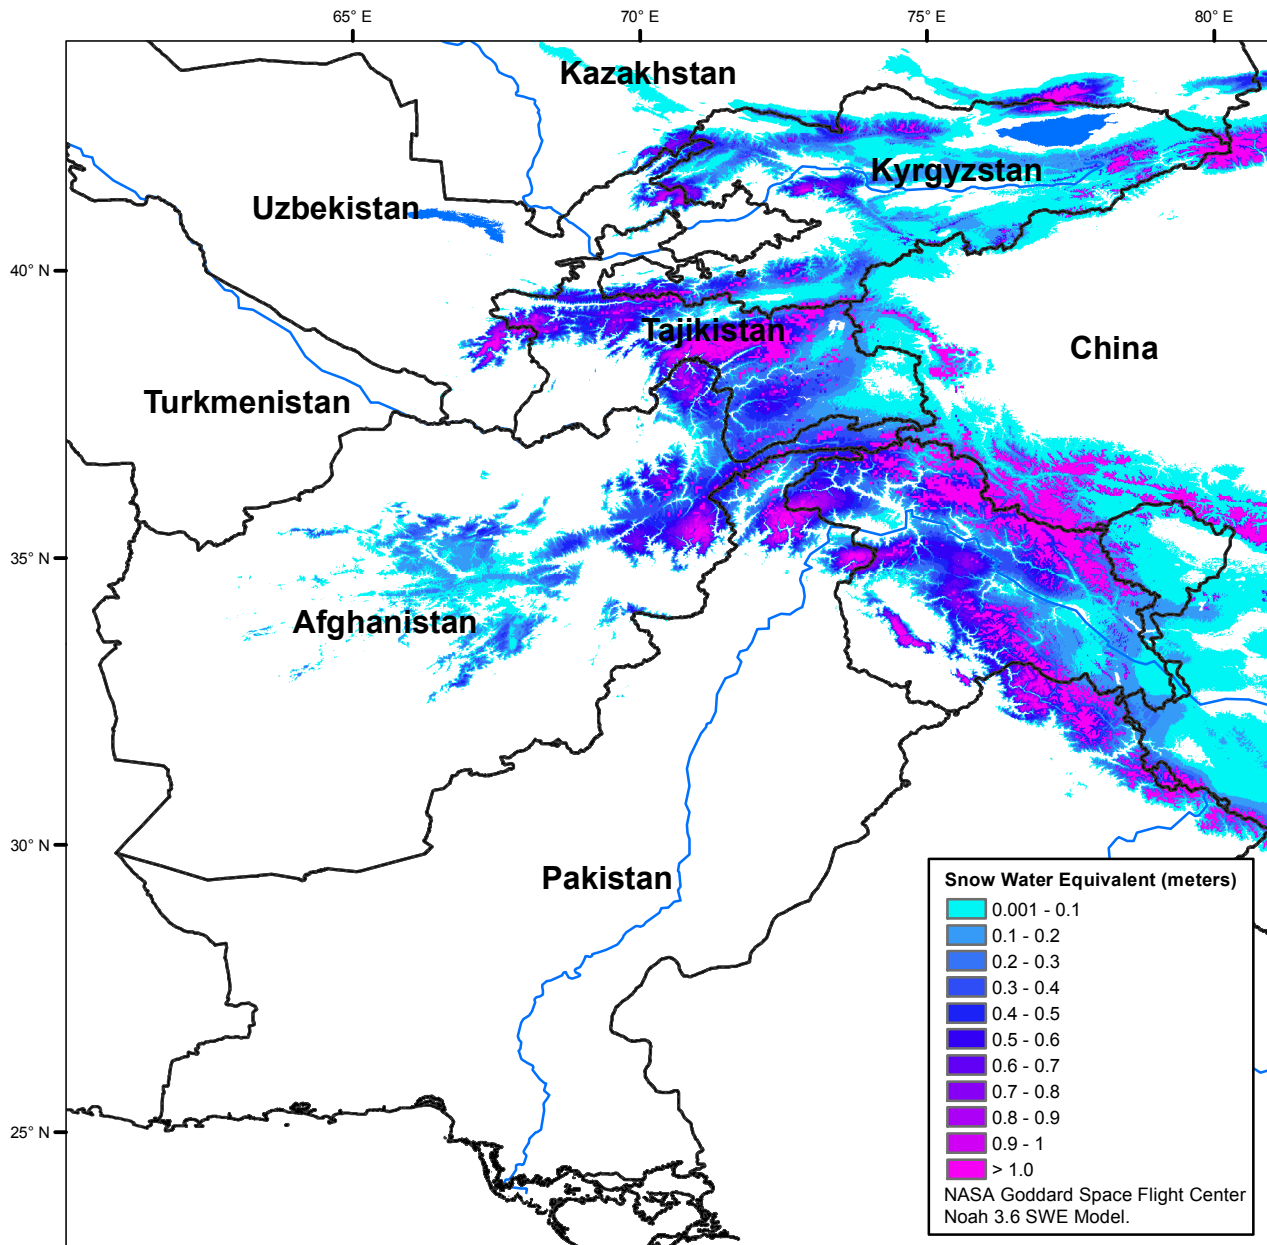 65° E
70° E
75° E
80° E
Kazakhstan
Kyrgyzstan
Uzbekistan
40° N
Tajikistan
China
Turkmenistan
35° N
Afghanistan
30° N
Pakistan
25° N
Snow Water Equivalent (meters)
0.001 - 0.1
0.1 - 0.2
0.2 - 0.3
0.3 - 0.4
0.4 - 0.5
0.5 - 0.6
0.6 - 0.7
0.7 - 0.8
0.8 - 0.9
0.9 - 1
> 1.0
NASA Goddard Space Flight Center
Noah 3.6 SWE Model.